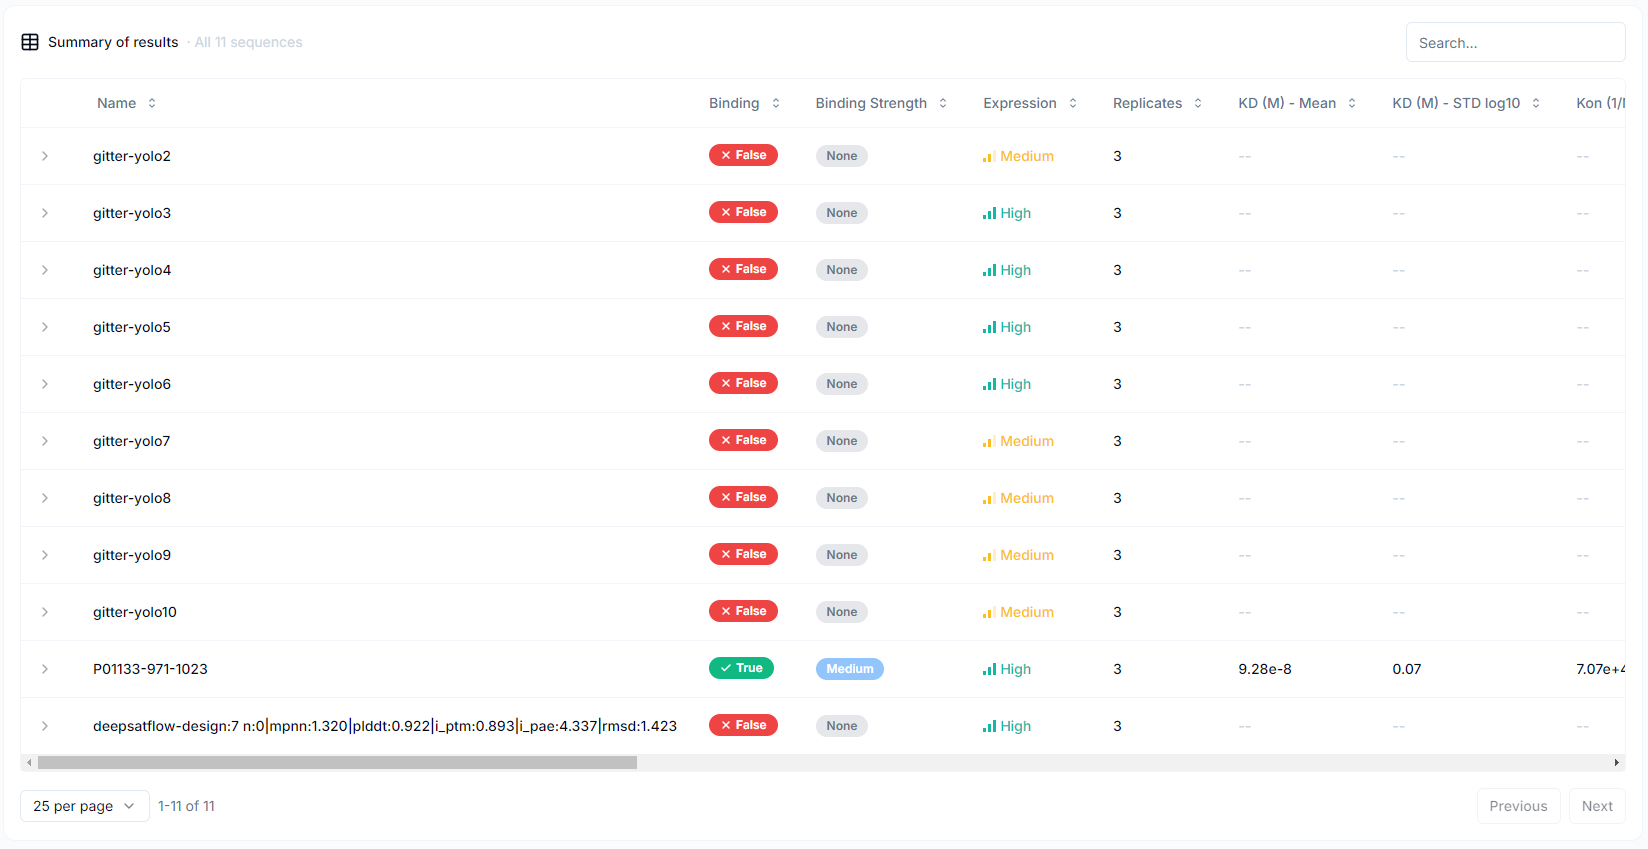 Summary of results · All 11 sequences
Search...
Name Binding Binding Strength Expression Replicates KD (M) - Mean KD (M) - STD log10 Kon (1/
gitter-yolo2 False None Medium 3 -- -- --
gitter-yolo3 False None High 3 -- -- --
gitter-yolo4 False None High 3 -- -- --
gitter-yolo5 False None High 3 -- -- --
gitter-yolo6 False None High 3 -- -- --
gitter-yolo7 False None Medium 3 -- -- --
gitter-yolo8 False None Medium 3 -- -- --
gitter-yolo9 False None Medium 3 -- -- --
gitter-yolo10 False None Medium 3 -- -- --
P01133-971-1023 True Medium High 3 9.28e-8 0.07 7.07e+4
deepsatflow-design:7 n:0|mpnn:1.320|plddt:0.922|i_ptm:0.893|i_pae:4.337|rmsd:1.423 False None High 3 -- -- --
25 per page 1-11 of 11 Previous Next